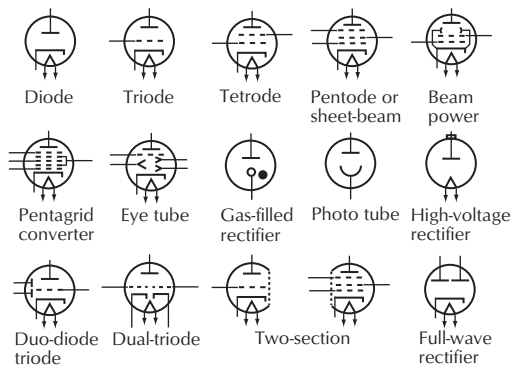 Diode
Triode
Tetrode
Pentode or
sheet-beam
Beam
power
Pentagrid
converter
Eye tube
Gas-filled
rectifier
Photo tube
High-voltage
rectifier
Duo-diode
triode
Dual-triode
Two-section
Full-wave
rectifier